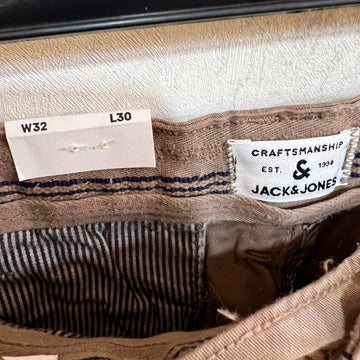 W32 L30
CRAFTSMANSHIP
EST. & 1990
JACK&JONES